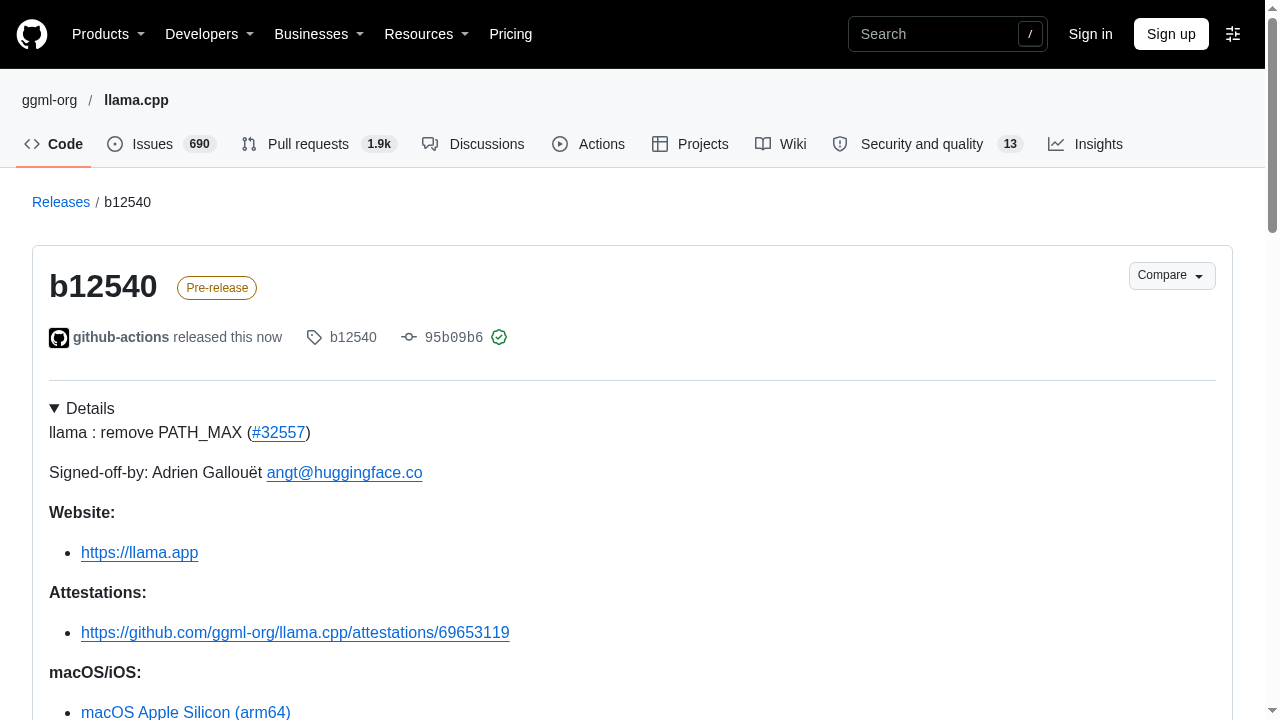 Products Developers Businesses Resources Pricing Search / Sign in Sign up
ggml-org / llama.cpp
Code Issues 690 Pull requests 1.9k Discussions Actions Projects Wiki Security and quality 13 Insights
Releases / b12540
b12540 Pre-release Compare
github-actions released this now b12540 95b09b6
Details
llama : remove PATH_MAX (#32557)
Signed-off-by: Adrien Gallouët angt@huggingface.co
Website:
https://llama.app
Attestations:
https://github.com/ggml-org/llama.cpp/attestations/69653119
macOS/iOS:
macOS Apple Silicon (arm64)